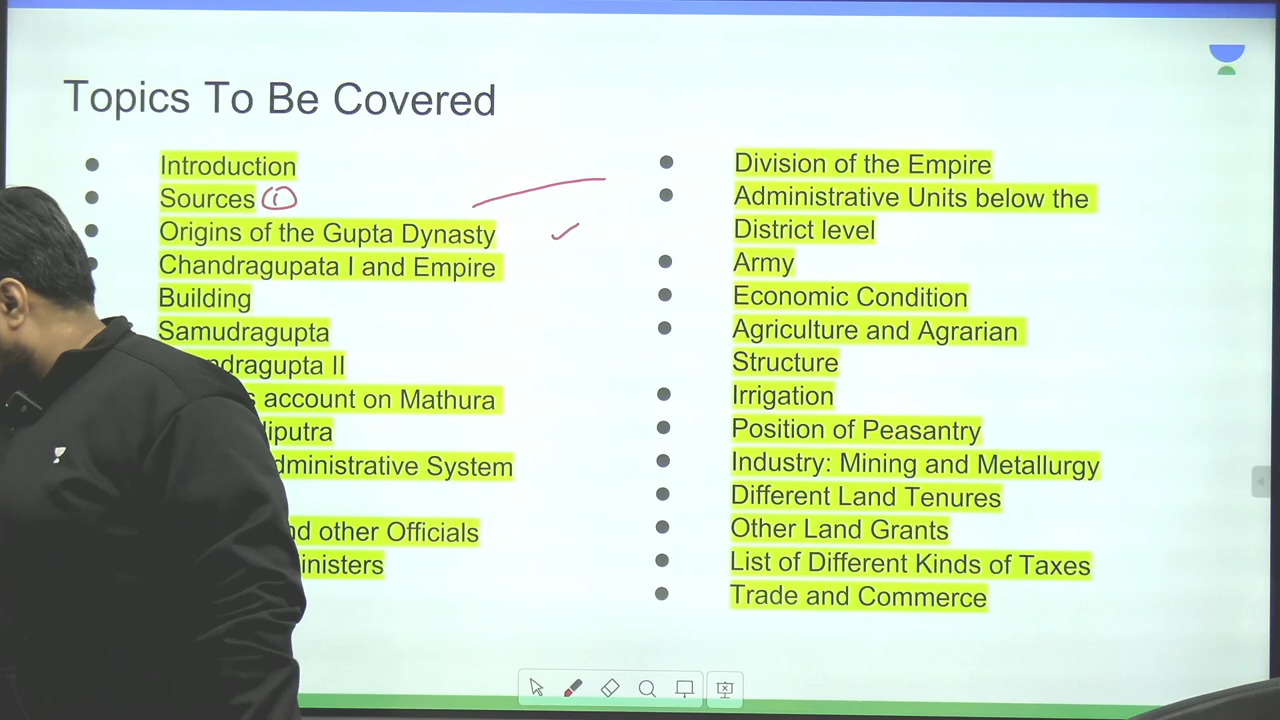 Topics To Be Covered
Introduction
Sources 1
Origins of the Gupta Dynasty
Chandragupata I and Empire
Building
Samudragupta
II
account on Mathura
System
other Officials
Division of the Empire
Administrative Units below the
District level
Army
Economic Condition
Agriculture and Agrarian
Structure
Irrigation
Position of Peasantry
Industry: Mining and Metallurgy
Different Land Tenures
Other Land Grants
List of Different Kinds of Taxes
Trade and Commerce